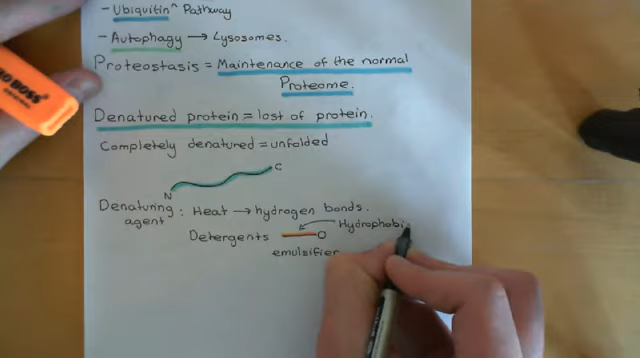 - Ubiquitin ^ Pathway
- Autophagy → Lysosomes.
Proteostasis = Maintenance of the normal
Proteome.
Denatured protein = lost of protein.
Completely denatured = unfolded
C
N
Denaturing agent : Heat → hydrogen bonds.
Hydrophobi
Detergents
emulsifier
BOSS